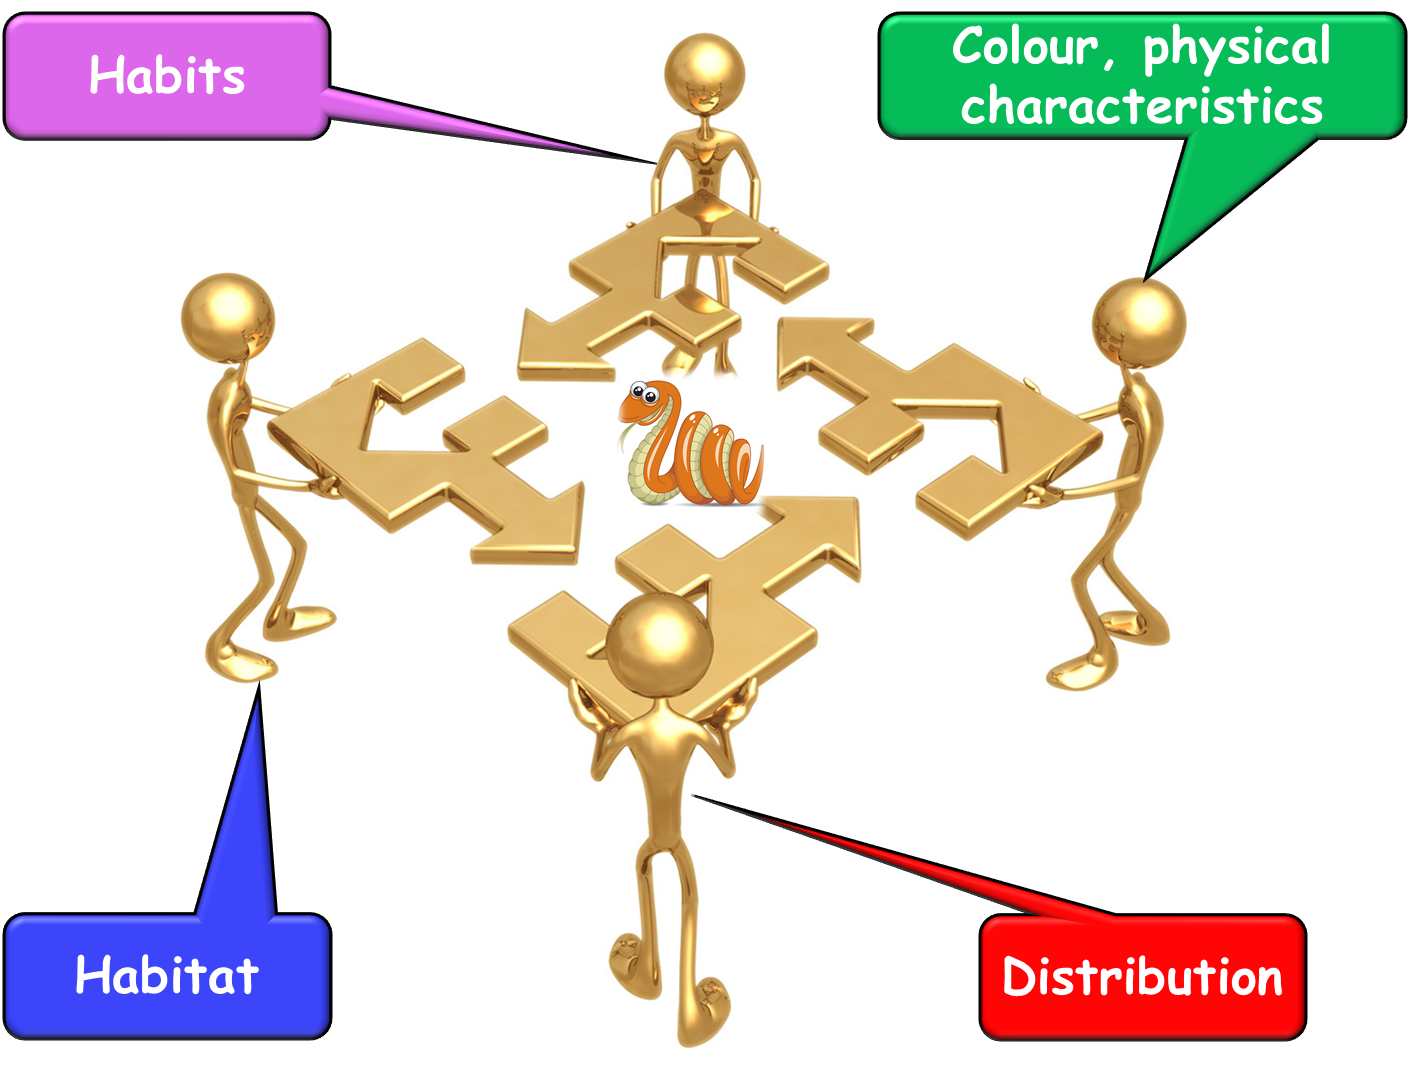 Habits
Colour, physical
characteristics
Habitat
Distribution